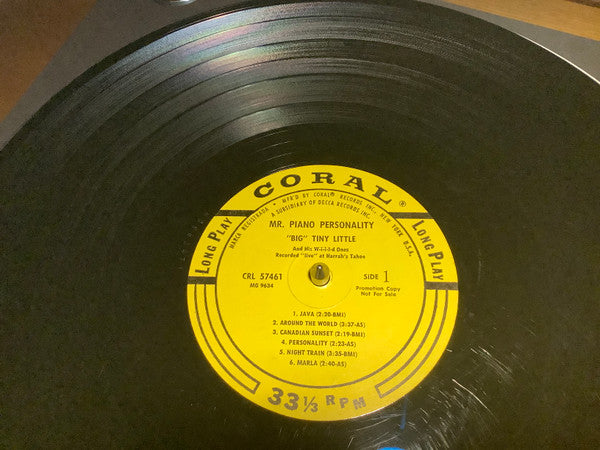 CORAL®
MARCA REGISTRADA • MFR'D BY CORAL® RECORDS INC., NEW YORK U.S.A.
A SUBSIDIARY OF DECCA RECORDS INC.
LONG PLAY
LONG PLAY
MR. PIANO PERSONALITY
"BIG" TINY LITTLE
And His W-i-l-l-d Ones
Recorded "live" at Harrah's Tahoe
CRL 57461
MG 9634
SIDE 1
Promotion Copy
Not For Sale
1. JAVA (2:20-BMI)
2. AROUND THE WORLD (3:37-AS)
3. CANADIAN SUNSET (2:19-BMI)
4. PERSONALITY (2:23-AS)
5. NIGHT TRAIN (3:35-BMI)
6. MARLA (2:40-AS)
33 1/3 RPM